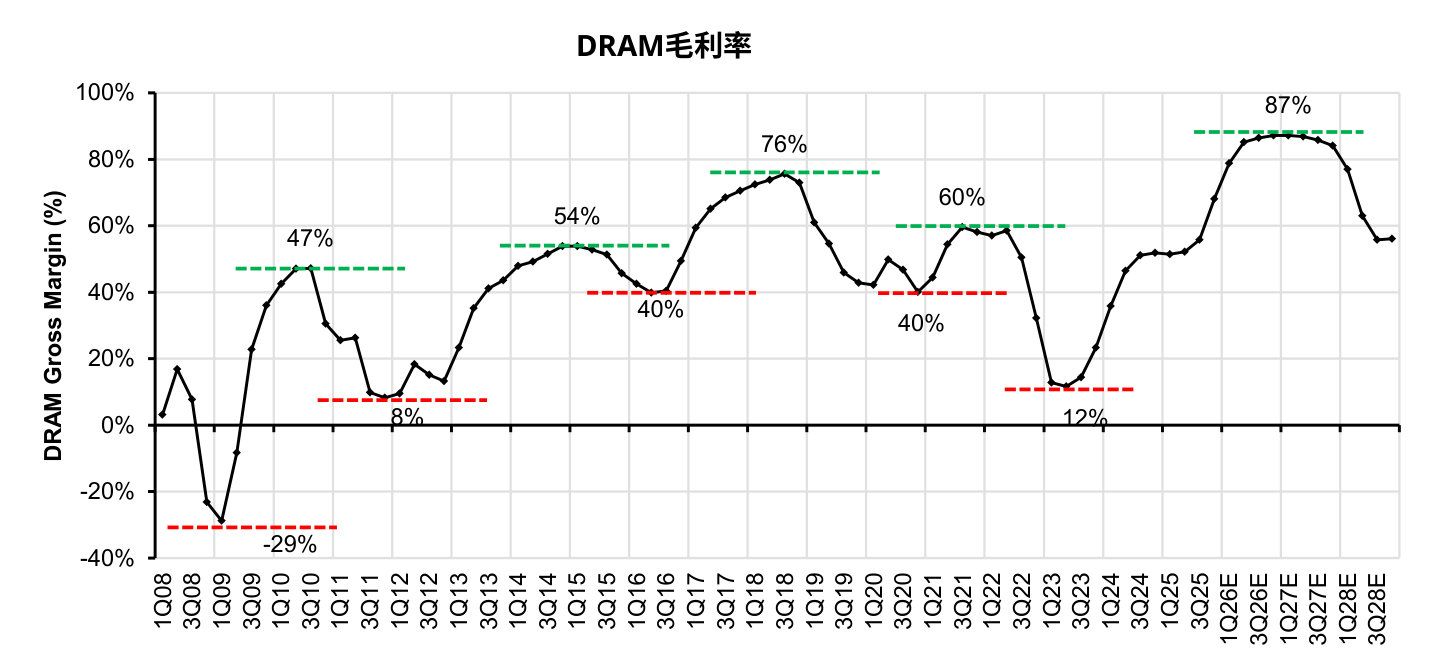 DRAM毛利率
DRAM Gross Margin (%)
100%
80%
60%
40%
20%
0%
-20%
-40%
-29%
47%
8%
54%
40%
76%
40%
60%
12%
87%
1Q08
3Q08
1Q09
3Q09
1Q10
3Q10
1Q11
3Q11
1Q12
3Q12
1Q13
3Q13
1Q14
3Q14
1Q15
3Q15
1Q16
3Q16
1Q17
3Q17
1Q18
3Q18
1Q19
3Q19
1Q20
3Q20
1Q21
3Q21
1Q22
3Q22
1Q23
3Q23
1Q24
3Q24
1Q25
3Q25
1Q26E
3Q26E
1Q27E
3Q27E
1Q28E
3Q28E